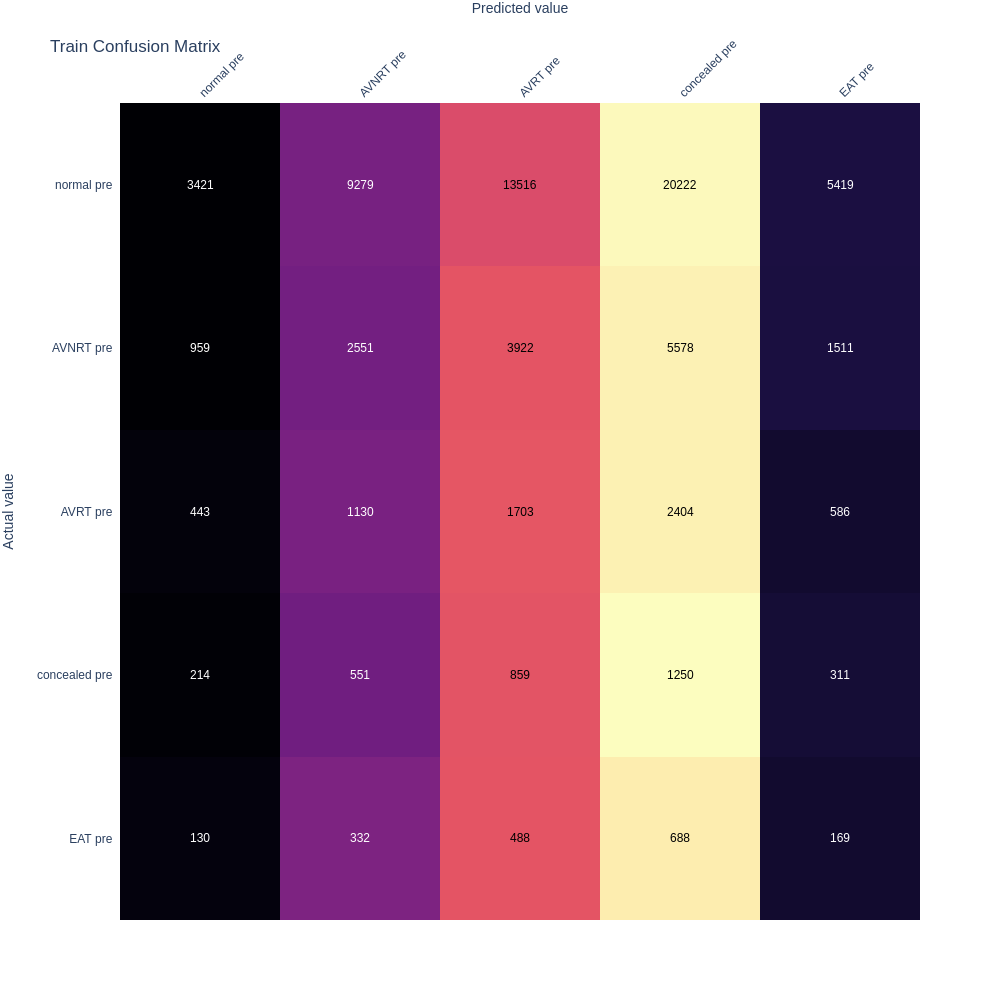 Predicted value
Train Confusion Matrix
normal pre AVNRT pre AVRT pre concealed pre EAT pre
normal pre 3421 9279 13516 20222 5419
AVNRT pre 959 2551 3922 5578 1511
AVRT pre 443 1130 1703 2404 586
Actual value
concealed pre 214 551 859 1250 311
EAT pre 130 332 488 688 169